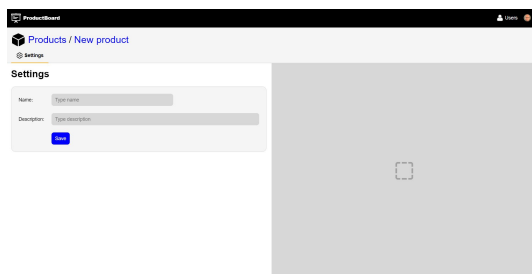 ProductBoard
Users
Products / New product
Settings
Settings
Name:
Type name
Description:
Type description
Save